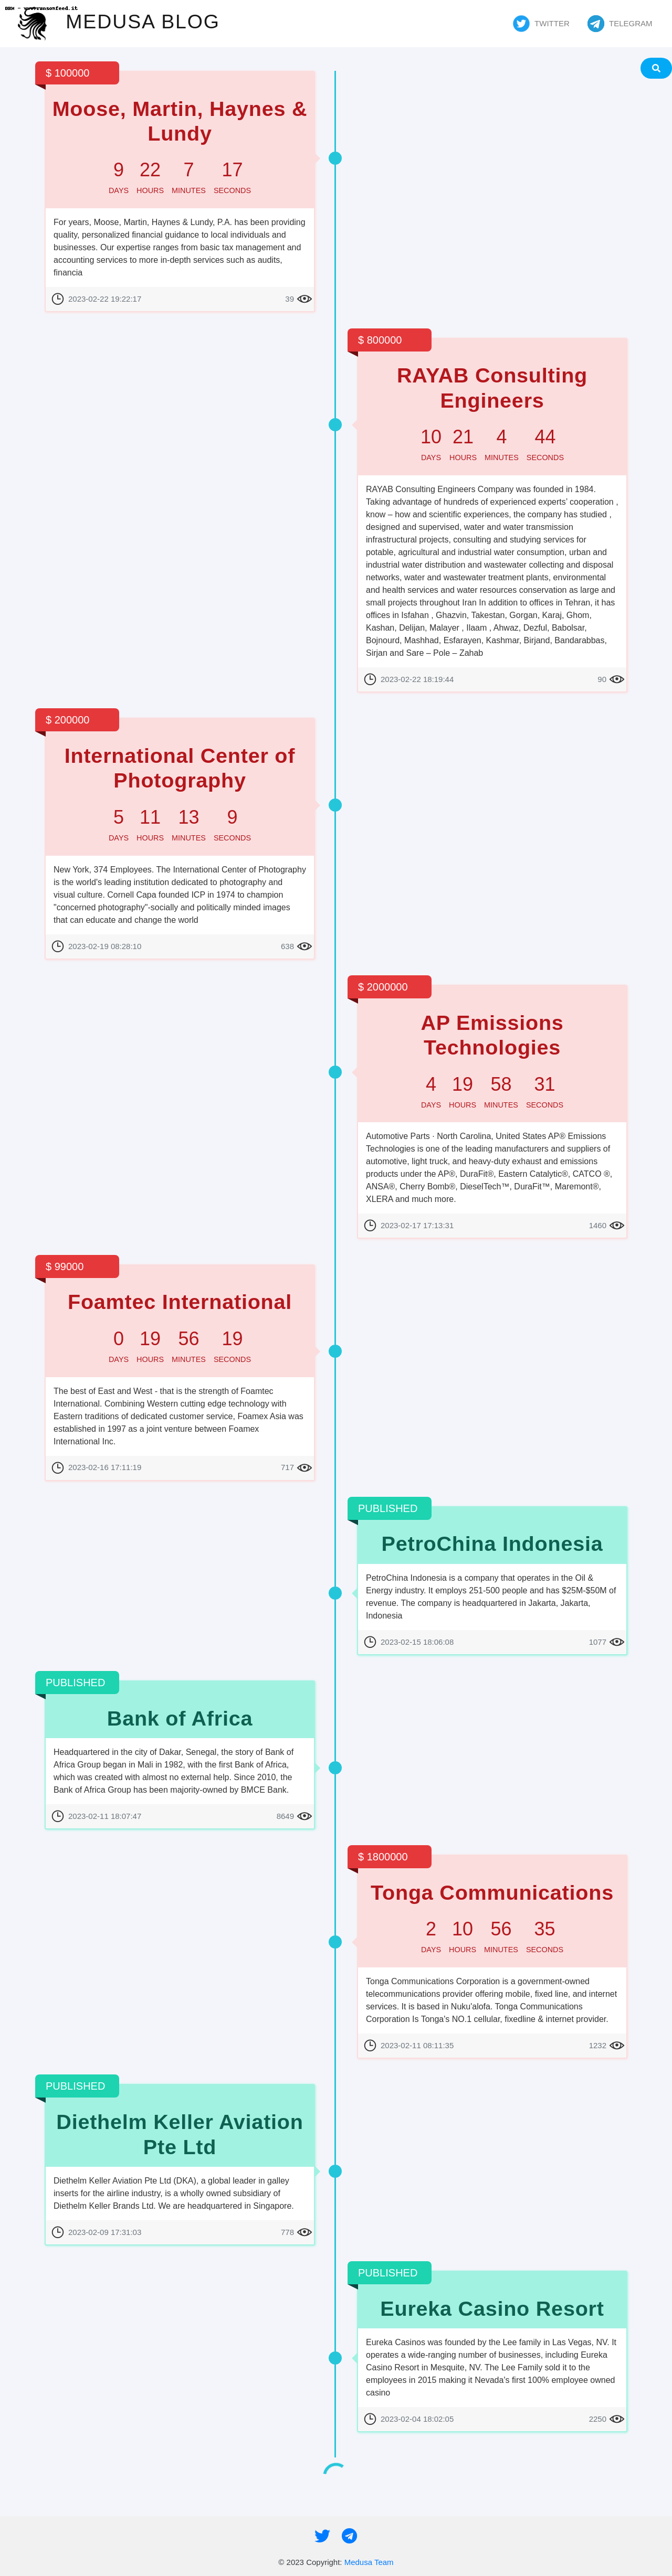 DRM - www.ransomfeed.it
MEDUSA BLOG
TWITTER
TELEGRAM
$ 100000
Moose, Martin, Haynes &
Lundy
9 22 7 17
DAYS HOURS MINUTES SECONDS
For years, Moose, Martin, Haynes & Lundy, P.A. has been providing
quality, personalized financial guidance to local individuals and
businesses. Our expertise ranges from basic tax management and
accounting services to more in-depth services such as audits,
financia
2023-02-22 19:22:17
39
$ 800000
RAYAB Consulting
Engineers
10 21 4 44
DAYS HOURS MINUTES SECONDS
RAYAB Consulting Engineers Company was founded in 1984.
Taking advantage of hundreds of experienced experts’ cooperation ,
know – how and scientific experiences, the company has studied ,
designed and supervised, water and water transmission
infrastructural projects, consulting and studying services for
potable, agricultural and industrial water consumption, urban and
industrial water distribution and wastewater collecting and disposal
networks, water and wastewater treatment plants, environmental
and health services and water resources conservation as large and
small projects throughout Iran In addition to offices in Tehran, it has
offices in Isfahan , Ghazvin, Takestan, Gorgan, Karaj, Ghom,
Kashan, Delijan, Malayer , Ilaam , Ahwaz, Dezful, Babolsar,
Bojnourd, Mashhad, Esfarayen, Kashmar, Birjand, Bandarabbas,
Sirjan and Sare – Pole – Zahab
2023-02-22 18:19:44
90
$ 200000
International Center of
Photography
5 11 13 9
DAYS HOURS MINUTES SECONDS
New York, 374 Employees. The International Center of Photography
is the world's leading institution dedicated to photography and
visual culture. Cornell Capa founded ICP in 1974 to champion
"concerned photography"-socially and politically minded images
that can educate and change the world
2023-02-19 08:28:10
638
$ 2000000
AP Emissions
Technologies
4 19 58 31
DAYS HOURS MINUTES SECONDS
Automotive Parts · North Carolina, United States AP® Emissions
Technologies is one of the leading manufacturers and suppliers of
automotive, light truck, and heavy-duty exhaust and emissions
products under the AP®, DuraFit®, Eastern Catalytic®, CATCO ®,
ANSA®, Cherry Bomb®, DieselTech™, DuraFit™, Maremont®,
XLERA and much more.
2023-02-17 17:13:31
1460
$ 99000
Foamtec International
0 19 56 19
DAYS HOURS MINUTES SECONDS
The best of East and West - that is the strength of Foamtec
International. Combining Western cutting edge technology with
Eastern traditions of dedicated customer service, Foamex Asia was
established in 1997 as a joint venture between Foamex
International Inc.
2023-02-16 17:11:19
717
PUBLISHED
PetroChina Indonesia
PetroChina Indonesia is a company that operates in the Oil &
Energy industry. It employs 251-500 people and has $25M-$50M of
revenue. The company is headquartered in Jakarta, Jakarta,
Indonesia
2023-02-15 18:06:08
1077
PUBLISHED
Bank of Africa
Headquartered in the city of Dakar, Senegal, the story of Bank of
Africa Group began in Mali in 1982, with the first Bank of Africa,
which was created with almost no external help. Since 2010, the
Bank of Africa Group has been majority-owned by BMCE Bank.
2023-02-11 18:07:47
8649
$ 1800000
Tonga Communications
2 10 56 35
DAYS HOURS MINUTES SECONDS
Tonga Communications Corporation is a government-owned
telecommunications provider offering mobile, fixed line, and internet
services. It is based in Nuku'alofa. Tonga Communications
Corporation Is Tonga's NO.1 cellular, fixedline & internet provider.
2023-02-11 08:11:35
1232
PUBLISHED
Diethelm Keller Aviation
Pte Ltd
Diethelm Keller Aviation Pte Ltd (DKA), a global leader in galley
inserts for the airline industry, is a wholly owned subsidiary of
Diethelm Keller Brands Ltd. We are headquartered in Singapore.
2023-02-09 17:31:03
778
PUBLISHED
Eureka Casino Resort
Eureka Casinos was founded by the Lee family in Las Vegas, NV. It
operates a wide-ranging number of businesses, including Eureka
Casino Resort in Mesquite, NV. The Lee Family sold it to the
employees in 2015 making it Nevada's first 100% employee owned
casino
2023-02-04 18:02:05
2250
© 2023 Copyright: Medusa Team